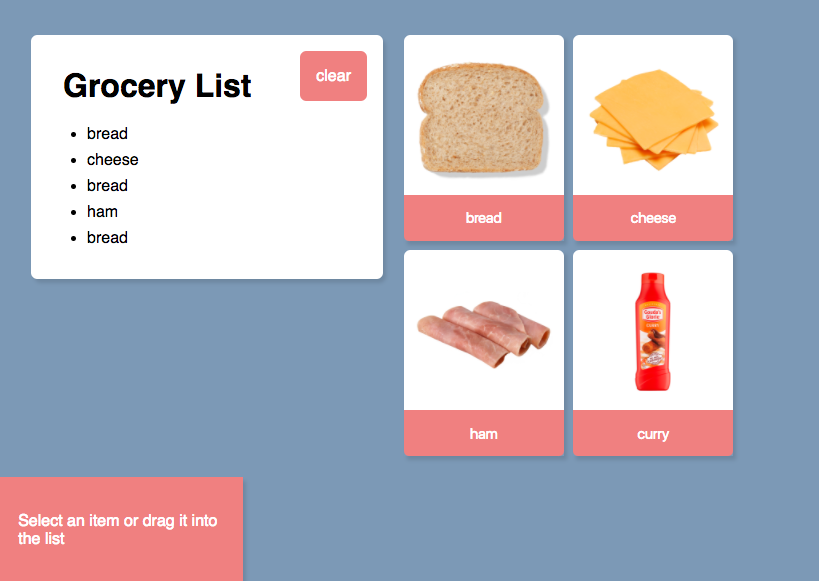 Grocery List
clear
bread
cheese
bread
ham
bread
bread
cheese
ham
curry
Select an item or drag it into
the list